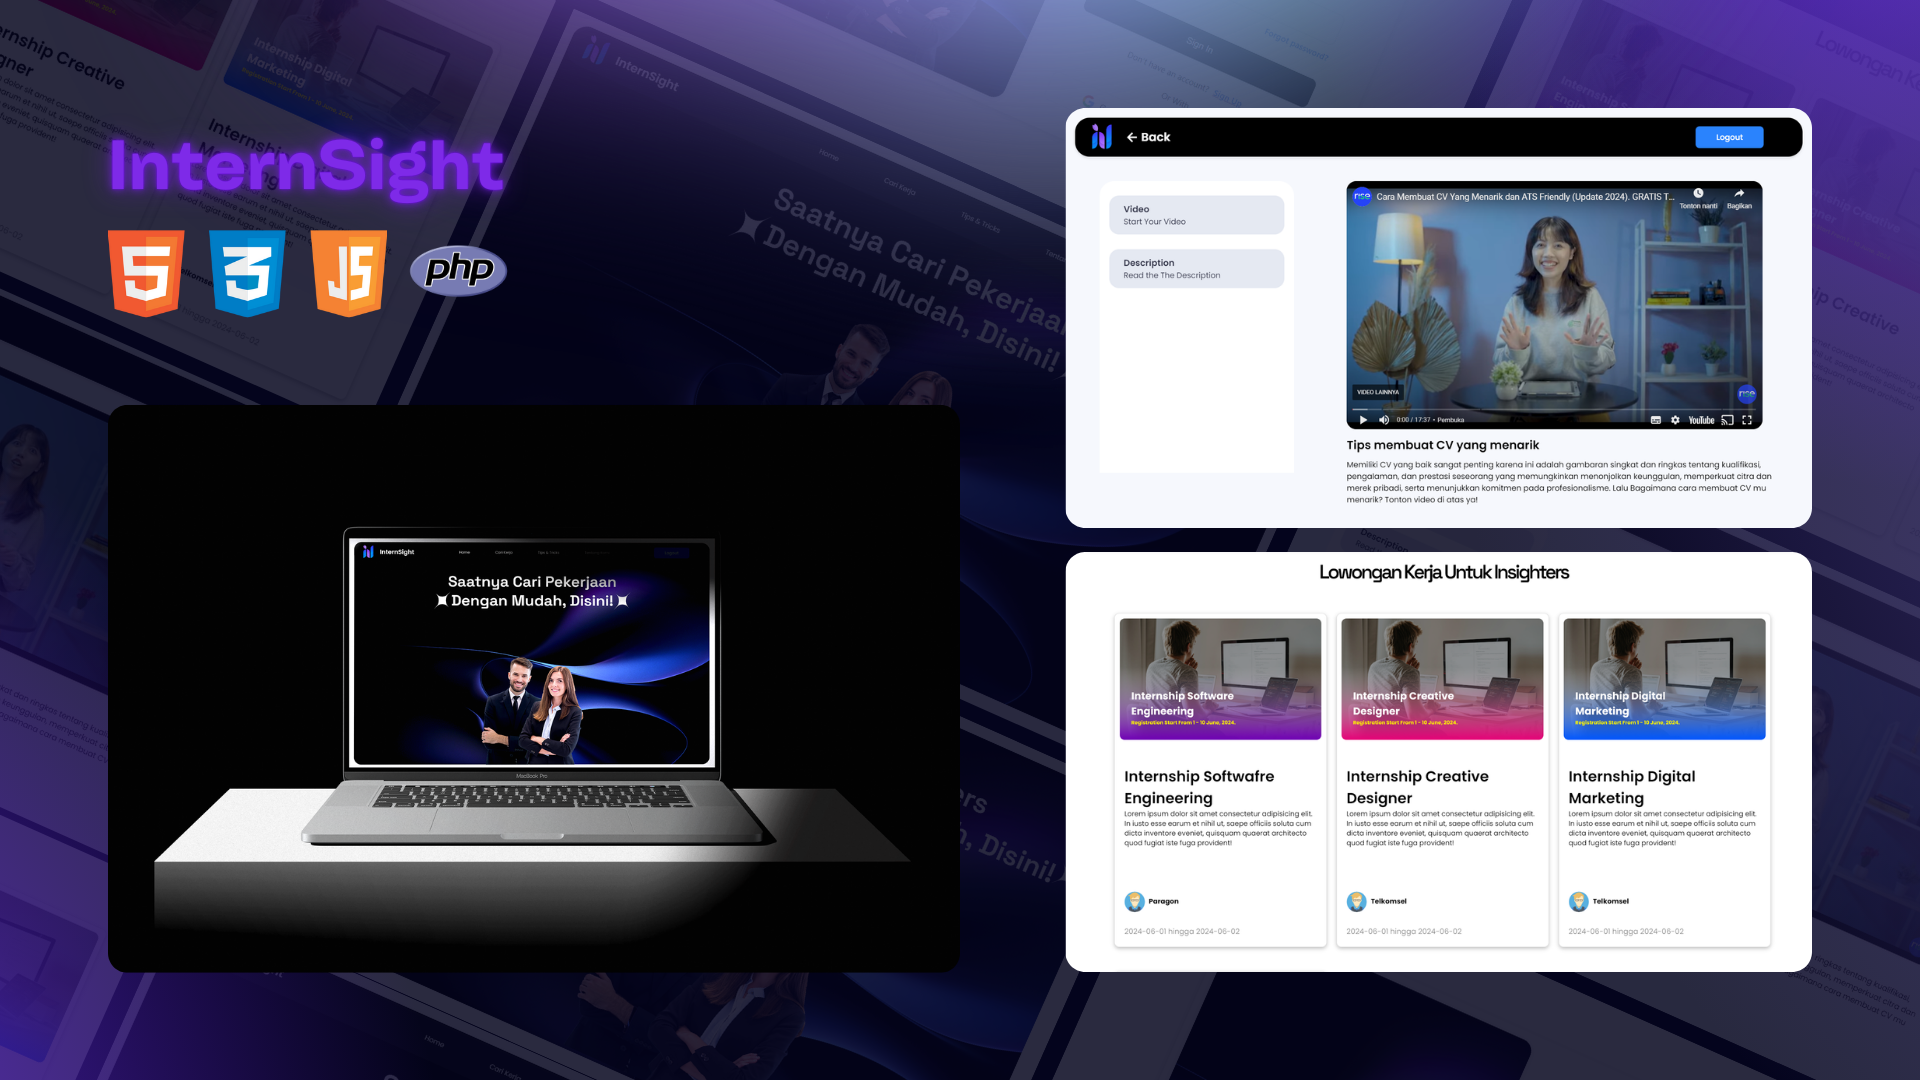 InternSight
5
3
JS
php
InternSight
Home
Cari Kerja
Tips & Tricks
Saatnya Cari Pekerjaan
Dengan Mudah, Disini!
MacBook Pro
← Back
Logout
Video
Start Your Video
Description
Read the The Description
rise
Cara Membuat CV Yang Menarik dan ATS Friendly (Update 2024). GRATIS T...
Tonton nanti
Bagikan
VIDEO LAINNYA
rise
0:00 / 17:37 • Pembuka
YouTube
Tips membuat CV yang menarik
Memiliki CV yang baik sangat penting karena ini adalah gambaran singkat dan ringkas tentang kualifikasi,
pengalaman, dan prestasi seseorang yang memungkinkan menonjolkan keunggulan, memperkuat citra dan
merek pribadi, serta menunjukkan komitmen pada profesionalisme. Lalu Bagaimana cara membuat CV mu
menarik? Tonton video di atas ya!
Lowongan Kerja Untuk Insighters
Internship Software
Engineering
Registration Start From 1 - 10 June, 2024.
Internship Softwafre
Engineering
Lorem ipsum dolor sit amet consectetur adipisicing elit.
In iusto esse earum et nihil ut, saepe officiis soluta cum
dicta inventore eveniet, quisquam quaerat architecto
quod fugiat iste fuga provident!
Paragon
2024-06-01 hingga 2024-06-02
Internship Creative
Designer
Registration Start From 1 - 10 June, 2024.
Internship Creative
Designer
Lorem ipsum dolor sit amet consectetur adipisicing elit.
In iusto esse earum et nihil ut, saepe officiis soluta cum
dicta inventore eveniet, quisquam quaerat architecto
quod fugiat iste fuga provident!
Telkomsel
2024-06-01 hingga 2024-06-02
Internship Digital
Marketing
Registration Start From 1 - 10 June, 2024.
Internship Digital
Marketing
Lorem ipsum dolor sit amet consectetur adipisicing elit.
In iusto esse earum et nihil ut, saepe officiis soluta cum
dicta inventore eveniet, quisquam quaerat architecto
quod fugiat iste fuga provident!
Telkomsel
2024-06-01 hingga 2024-06-02